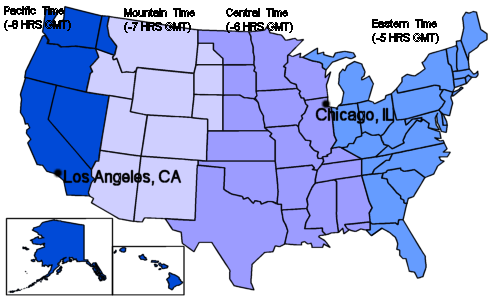 Pacific Time
(-8 HRS GMT)
Mountain Time
(-7 HRS GMT)
Central Time
(-6 HRS GMT)
Eastern Time
(-5 HRS GMT)
Chicago, IL
Los Angeles, CA